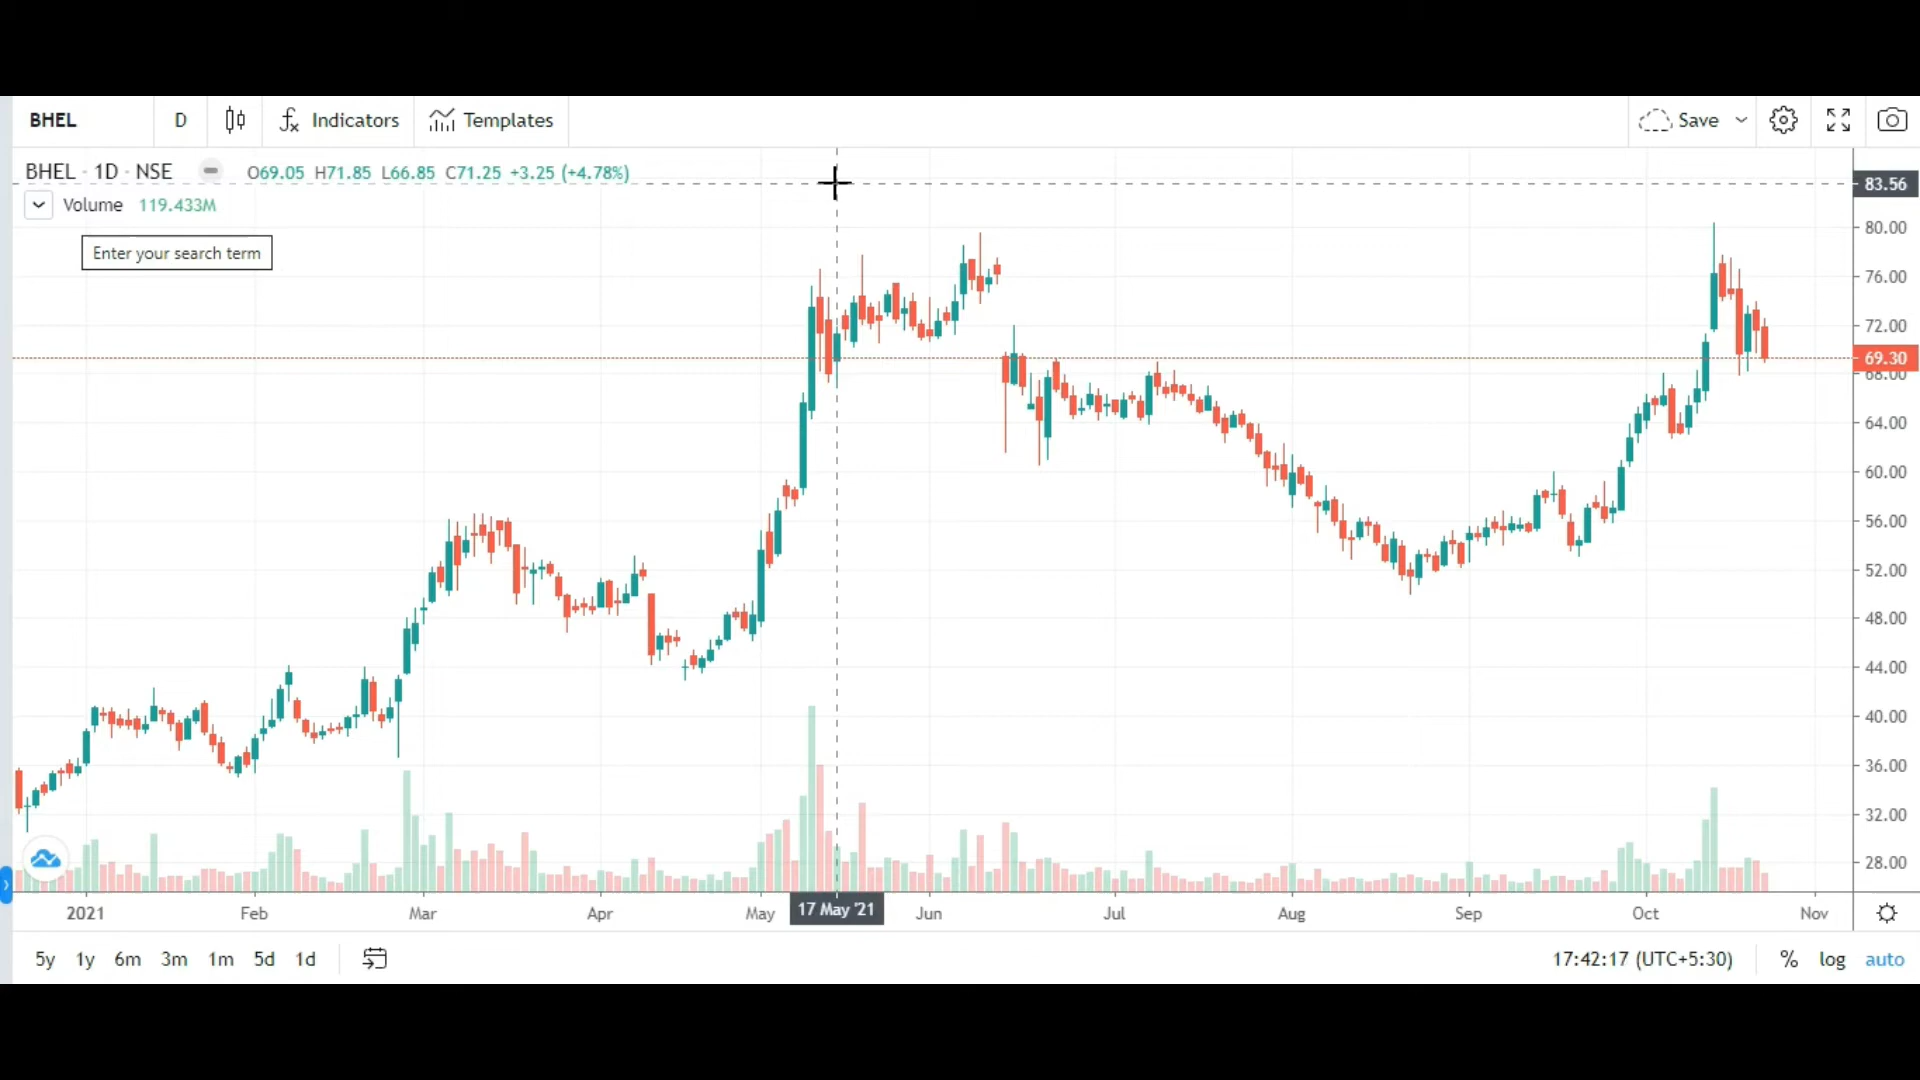 BHEL D Indicators Templates Save
BHEL · 1D · NSE O69.05 H71.85 L66.85 C71.25 +3.25 (+4.78%)
Volume 119.433M
Enter your search term
83.56
80.00
76.00
72.00
69.30
68.00
64.00
60.00
56.00
52.00
48.00
44.00
40.00
36.00
32.00
28.00
2021 Feb Mar Apr May 17 May '21 Jun Jul Aug Sep Oct Nov
5y 1y 6m 3m 1m 5d 1d 17:42:17 (UTC+5:30) % log auto